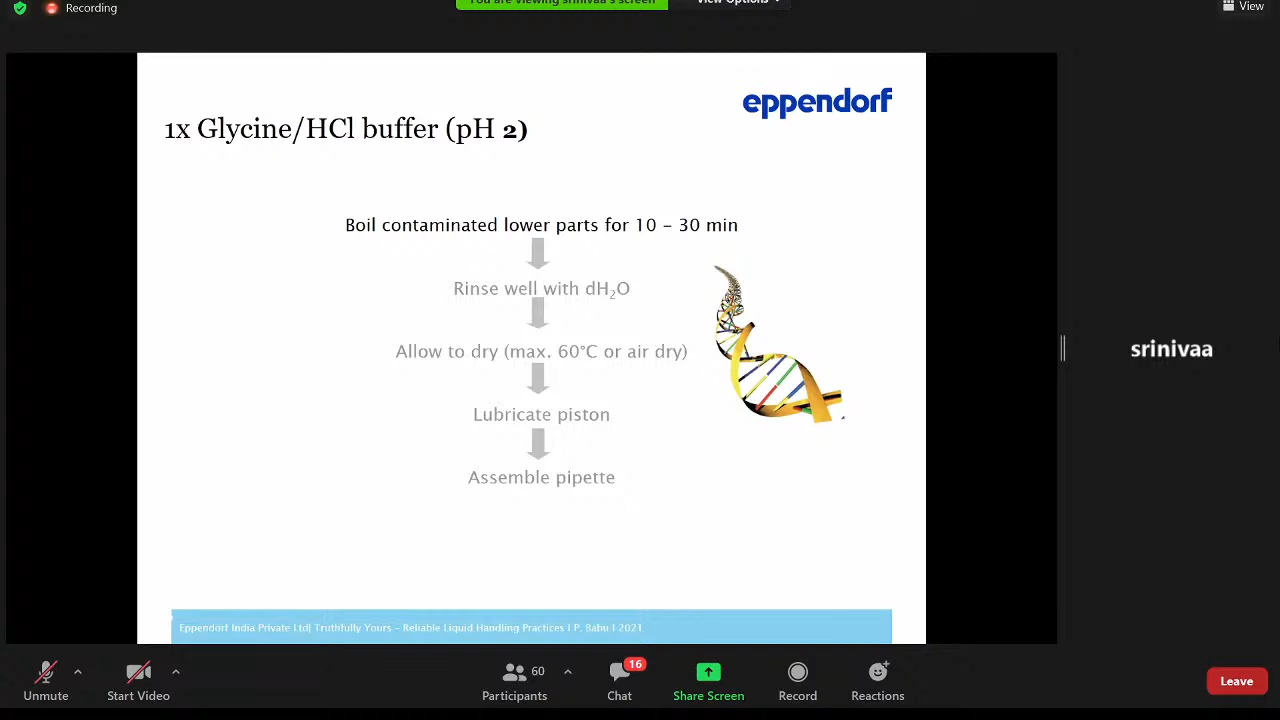 Recording
You are viewing srinivaa's screen
View Options
View
eppendorf
1x Glycine/HCl buffer (pH 2)
Boil contaminated lower parts for 10 – 30 min
Rinse well with dH₂O
Allow to dry (max. 60°C or air dry)
Lubricate piston
Assemble pipette
srinivaa
Eppendorf India Private Ltd| Truthfully Yours – Reliable Liquid Handling Practices I P. Babu I 2021
Unmute
Start Video
60
Participants
16
Chat
Share Screen
Record
Reactions
Leave